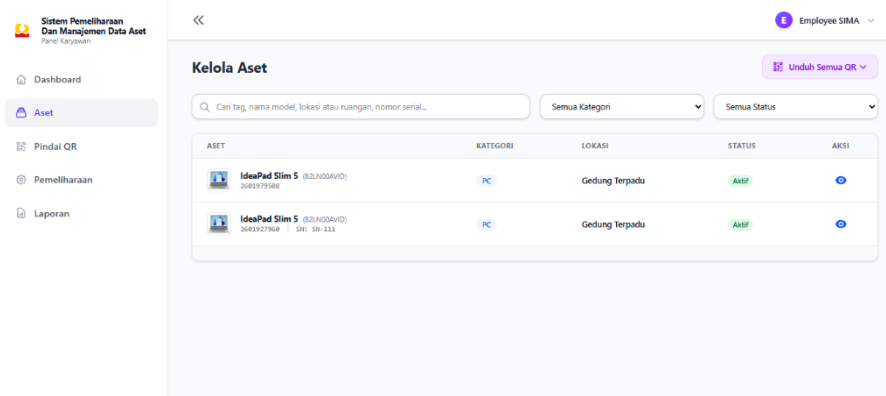 Sistem Pemeliharaan
Dan Manajemen Data Aset
Panel Karyawan
E Employee SIMA
Dashboard
Aset
Pindai QR
Pemeliharaan
Laporan
Kelola Aset
Unduh Semua QR
Cari tag, nama model, lokasi atau ruangan, nomor serial...
Semua Kategori
Semua Status
ASET KATEGORI LOKASI STATUS AKSI
IdeaPad Slim 5 (82LN00AVID)
2601979508
PC
Gedung Terpadu
Aktif
IdeaPad Slim 5 (82LN00AVID)
2601927960 | SN: SN-111
PC
Gedung Terpadu
Aktif